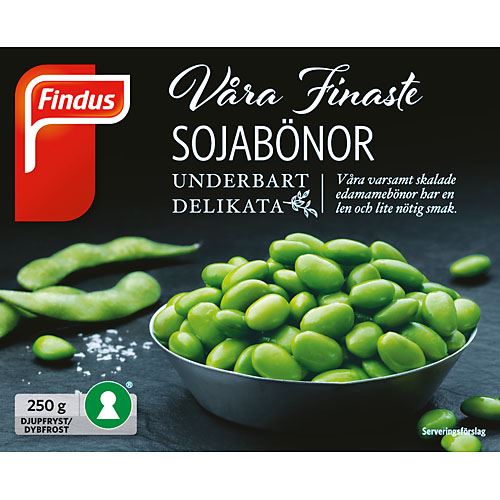 Findus
Våra Finaste
SOJABÖNOR
UNDERBART
DELIKATA
Våra varsamt skalade
edamamebönor har en
len och lite nötig smak.
250 g
DJUPFRYST/
DYBFROST
®
Serveringsförslag